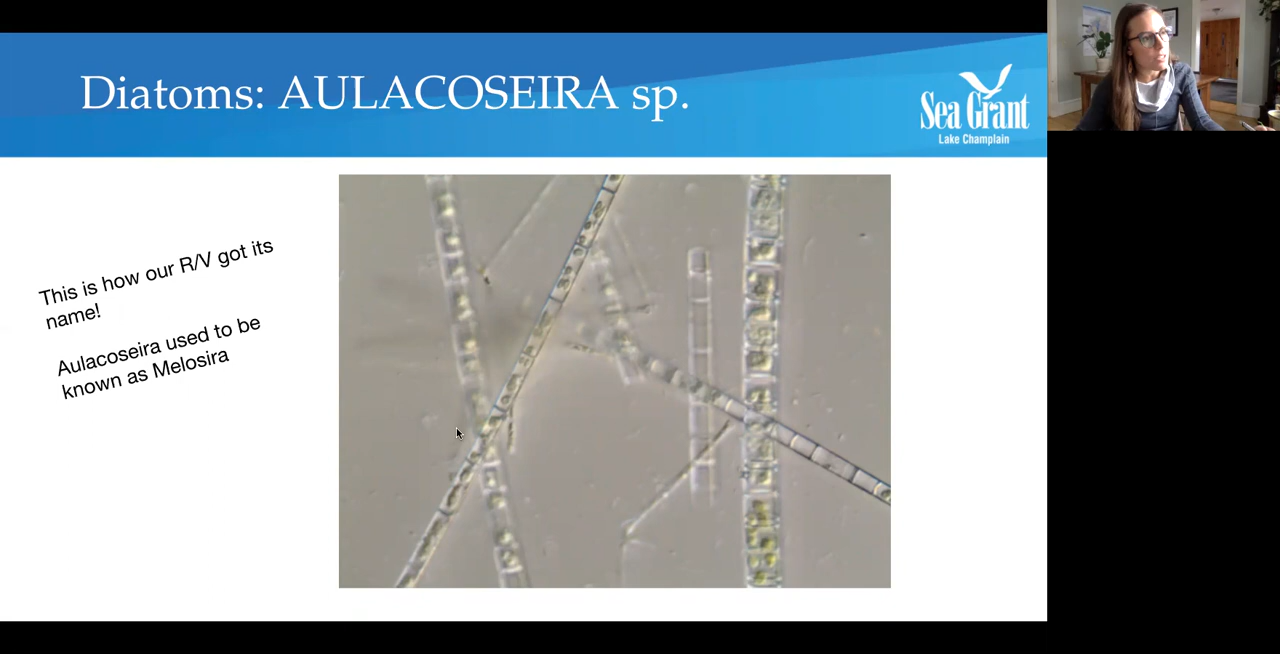 Diatoms: AULACOSEIRA sp.
Sea Grant
Lake Champlain
This is how our R/V got its
name!
Aulacoseira used to be
known as Melosira